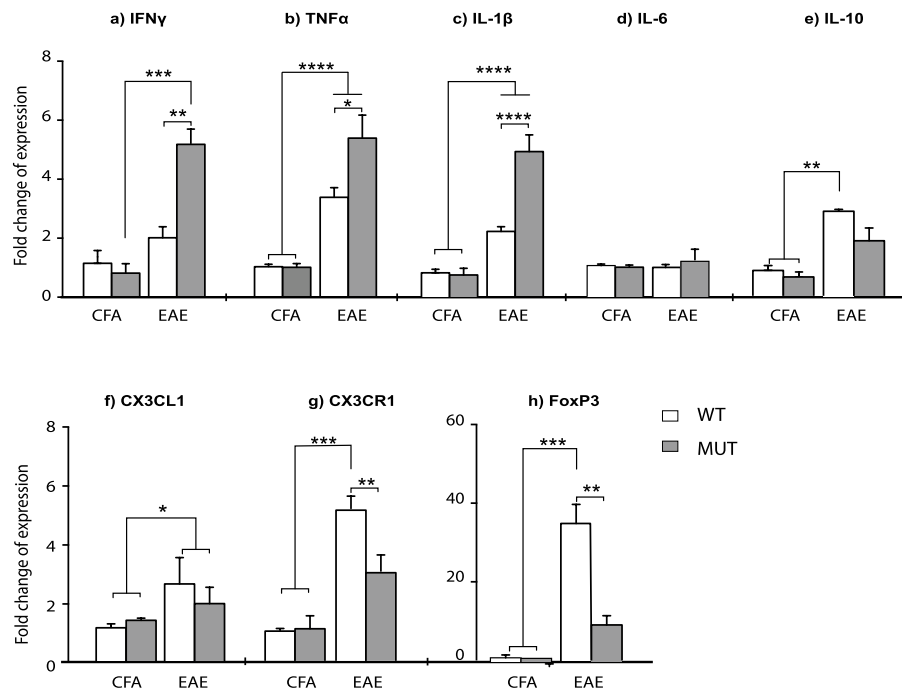 a) IFNγ
b) TNFα
c) IL-1β
d) IL-6
e) IL-10
Fold change of expression
8
6
4
2
0
***
**
****
*
****
****
**
CFA
EAE
CFA
EAE
CFA
EAE
CFA
EAE
CFA
EAE
f) CX3CL1
g) CX3CR1
h) FoxP3
Fold change of expression
8
6
4
2
0
*
***
**
60
40
20
0
***
**
WT
MUT
CFA
EAE
CFA
EAE
CFA
EAE